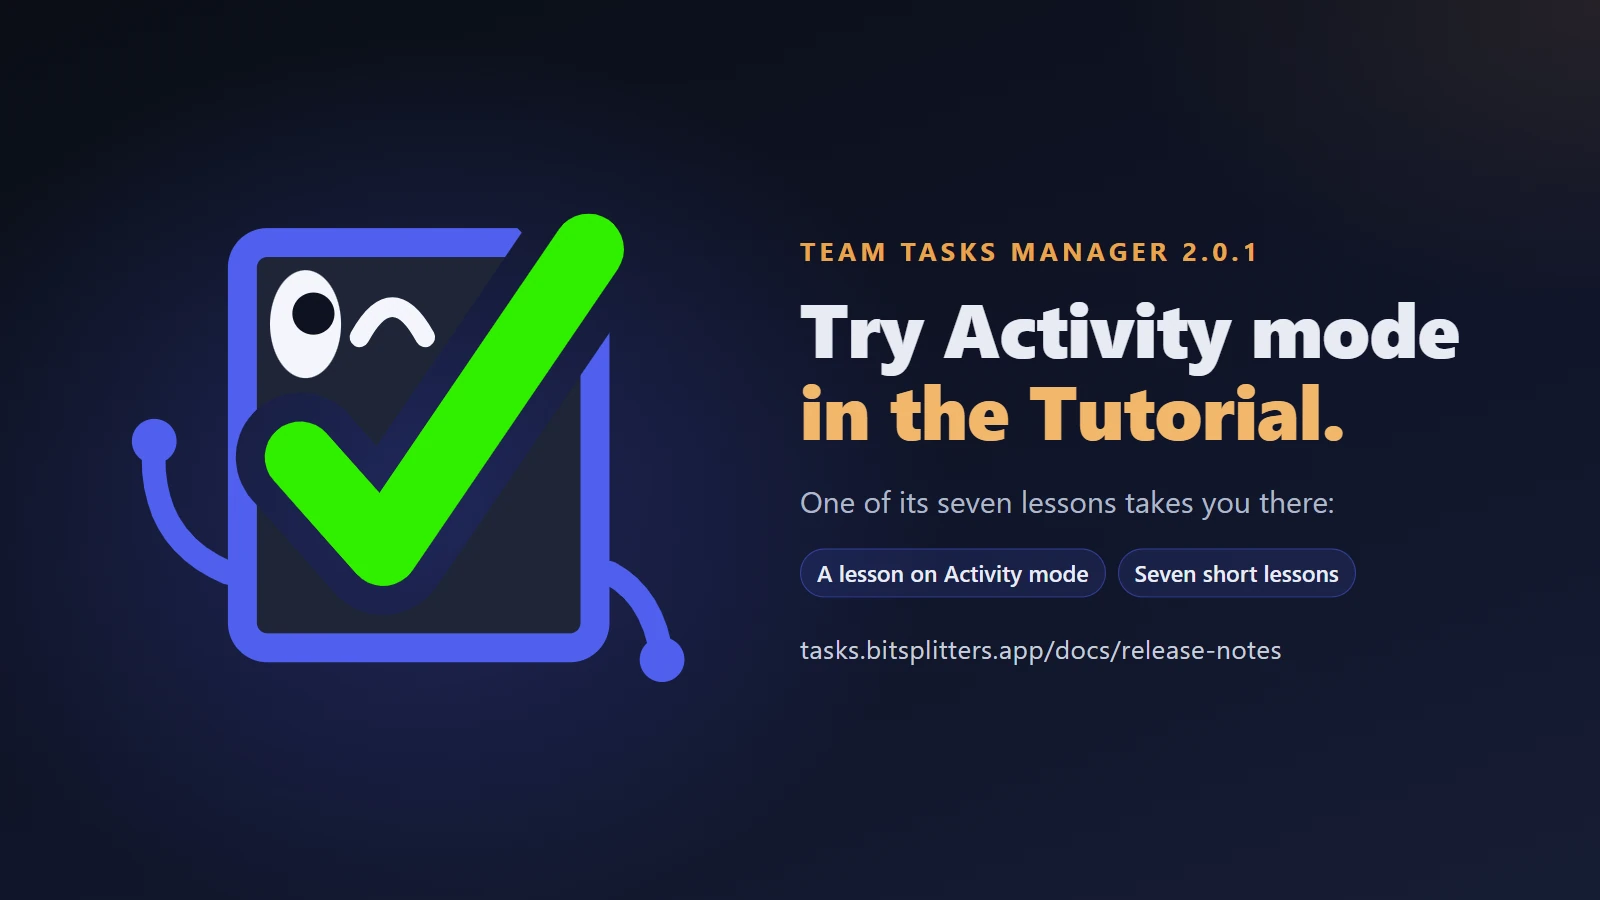 TEAM TASKS MANAGER 2.0.1
Try Activity mode
in the Tutorial.
One of its seven lessons takes you there:
A lesson on Activity mode
Seven short lessons
tasks.bitsplitters.app/docs/release-notes